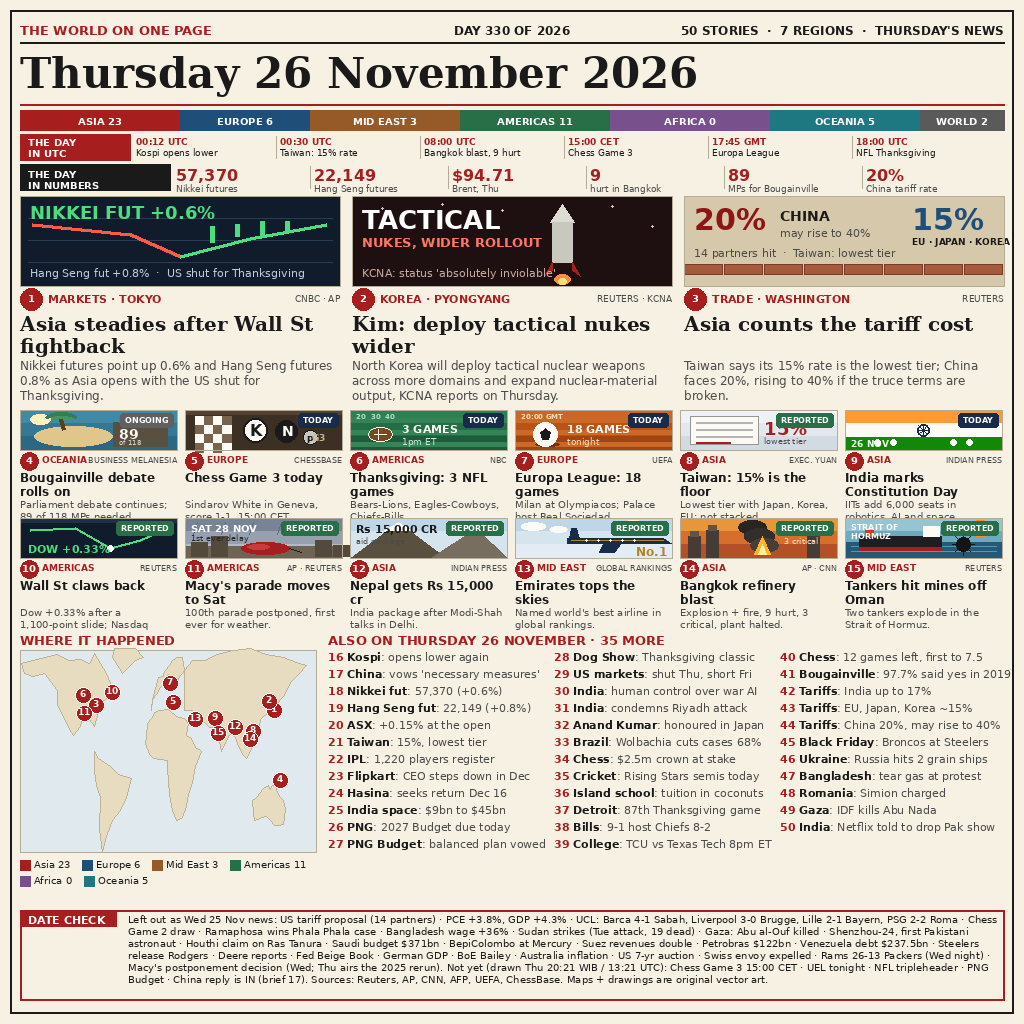 THE WORLD ON ONE PAGE
DAY 330 OF 2026
50 STORIES · 7 REGIONS · THURSDAY'S NEWS
Thursday 26 November 2026
ASIA 23
EUROPE 6
MID EAST 3
AMERICAS 11
AFRICA 0
OCEANIA 5
WORLD 2
THE DAY
IN UTC
00:12 UTC
Kospi opens lower
00:30 UTC
Taiwan: 15% rate
08:00 UTC
Bangkok blast, 9 hurt
15:00 CET
Chess Game 3
17:45 GMT
Europa League
18:00 UTC
NFL Thanksgiving
THE DAY
IN NUMBERS
57,370
Nikkei futures
22,149
Hang Seng futures
$94.71
Brent, Thu
9
hurt in Bangkok
89
MPs for Bougainville
20%
China tariff rate
NIKKEI FUT +0.6%
Hang Seng fut +0.8% · US shut for Thanksgiving
1 MARKETS · TOKYO
CNBC · AP
Asia steadies after Wall St
fightback
Nikkei futures point up 0.6% and Hang Seng futures
0.8% as Asia opens with the US shut for
Thanksgiving.
TACTICAL
NUKES, WIDER ROLLOUT
KCNA: status 'absolutely inviolable'
2 KOREA · PYONGYANG
REUTERS · KCNA
Kim: deploy tactical nukes
wider
North Korea will deploy tactical nuclear weapons
across more domains and expand nuclear-material
output, KCNA reports on Thursday.
20%
CHINA
may rise to 40%
15%
EU · JAPAN · KOREA
14 partners hit · Taiwan: lowest tier
3 TRADE · WASHINGTON
REUTERS
Asia counts the tariff cost
Taiwan says its 15% rate is the lowest tier; China
faces 20%, rising to 40% if the truce terms are
broken.
ONGOING
89
of 118
4 OCEANIA
BUSINESS MELANESIA
Bougainville debate
rolls on
Parliament debate continues;
89 of 118 MPs needed
TODAY
K
N
P
5 EUROPE
CHESSBASE
Chess Game 3 today
Sindarov White in Geneva,
score 1-1, 15:00 CET
20 30 40
TODAY
3 GAMES
1pm ET
6 AMERICAS
NBC
Thanksgiving: 3 NFL
games
Bears-Lions, Eagles-Cowboys,
Chiefs-Bills
20:00 GMT
TODAY
18 GAMES
tonight
7 EUROPE
UEFA
Europa League: 18
games
Milan at Olympiacos; Palace
host Real Sociedad
REPORTED
15%
lowest tier
8 ASIA
EXEC. YUAN
Taiwan: 15% is the
floor
Lowest tier with Japan, Korea,
EU; not stacked
TODAY
26 NOV
9 ASIA
INDIAN PRESS
India marks
Constitution Day
IITs add 6,000 seats in
robotics, AI and space
REPORTED
DOW +0.33%
10 AMERICAS
REUTERS
Wall St claws back
Dow +0.33% after a
1,100-point slide; Nasdaq
SAT 28 NOV
REPORTED
1st ever delay
11 AMERICAS
AP · REUTERS
Macy's parade moves
to Sat
100th parade postponed, first
ever for weather.
Rs 15,000 CR
REPORTED
12 ASIA
INDIAN PRESS
Nepal gets Rs 15,000
cr
India package after Modi-Shah
talks in Delhi.
REPORTED
No.1
13 MID EAST
GLOBAL RANKINGS
Emirates tops the
skies
Named world's best airline in
global rankings.
REPORTED
3 critical
14 ASIA
AP · CNN
Bangkok refinery
blast
Explosion + fire, 9 hurt, 3
critical, plant halted.
STRAIT OF
HORMUZ
REPORTED
15 MID EAST
REUTERS
Tankers hit mines off
Oman
Two tankers explode in the
Strait of Hormuz.
WHERE IT HAPPENED
6
10
3
11
7
5
13
9
15
12
2
1
8
14
4
Asia 23
Europe 6
Mid East 3
Americas 11
Africa 0
Oceania 5
ALSO ON THURSDAY 26 NOVEMBER · 35 MORE
16 Kospi: opens lower again
17 China: vows 'necessary measures'
18 Nikkei fut: 57,370 (+0.6%)
19 Hang Seng fut: 22,149 (+0.8%)
20 ASX: +0.15% at the open
21 Taiwan: 15%, lowest tier
22 IPL: 1,220 players register
23 Flipkart: CEO steps down in Dec
24 Hasina: seeks return Dec 16
25 India space: $9bn to $45bn
26 PNG: 2027 Budget due today
27 PNG Budget: balanced plan vowed
28 Dog Show: Thanksgiving classic
29 US markets: shut Thu, short Fri
30 India: human control over war AI
31 India: condemns Riyadh attack
32 Anand Kumar: honoured in Japan
33 Brazil: Wolbachia cuts cases 68%
34 Chess: $2.5m crown at stake
35 Cricket: Rising Stars semis today
36 Island school: tuition in coconuts
37 Detroit: 87th Thanksgiving game
38 Bills: 9-1 host Chiefs 8-2
39 College: TCU vs Texas Tech 8pm ET
40 Chess: 12 games left, first to 7.5
41 Bougainville: 97.7% said yes in 2019
42 Tariffs: India up to 17%
43 Tariffs: EU, Japan, Korea ~15%
44 Tariffs: China 20%, may rise to 40%
45 Black Friday: Broncos at Steelers
46 Ukraine: Russia hits 2 grain ships
47 Bangladesh: tear gas at protest
48 Romania: Simion charged
49 Gaza: IDF kills Abu Nada
50 India: Netflix told to drop Pak show
DATE CHECK
Left out as Wed 25 Nov news: US tariff proposal (14 partners) · PCE +3.8%, GDP +4.3% · UCL: Barca 4-1 Sabah, Liverpool 3-0 Brugge, Lille 2-1 Bayern, PSG 2-2 Roma · Chess
Game 2 draw · Ramaphosa wins Phala Phala case · Bangladesh wage +36% · Sudan strikes (Tue attack, 19 dead) · Gaza: Abu al-Ouf killed · Shenzhou-24, first Pakistani
astronaut · Houthi claim on Ras Tanura · Saudi budget $371bn · BepiColombo at Mercury · Suez revenues double · Petrobras $122bn · Venezuela debt $237.5bn · Steelers
release Rodgers · Deere reports · Fed Beige Book · German GDP · BoE Bailey · Australia inflation · US 7-yr auction · Swiss envoy expelled · Rams 26-13 Packers (Wed night) ·
Macy's postponement decision (Wed; Thu airs the 2025 rerun). Not yet (drawn Thu 20:21 WIB / 13:21 UTC): Chess Game 3 15:00 CET · UEL tonight · NFL tripleheader · PNG
Budget · China reply is IN (brief 17). Sources: Reuters, AP, CNN, AFP, UEFA, ChessBase. Maps + drawings are original vector art.